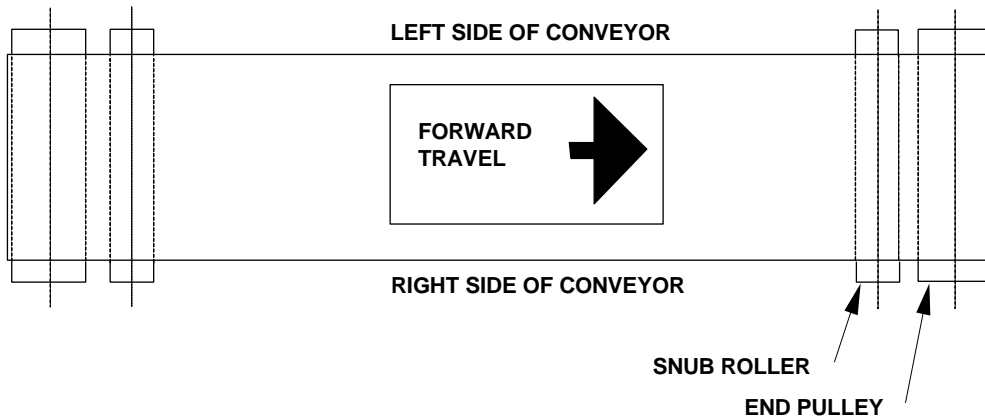 LEFT SIDE OF CONVEYOR
FORWARD
TRAVEL
RIGHT SIDE OF CONVEYOR
SNUB ROLLER
END PULLEY